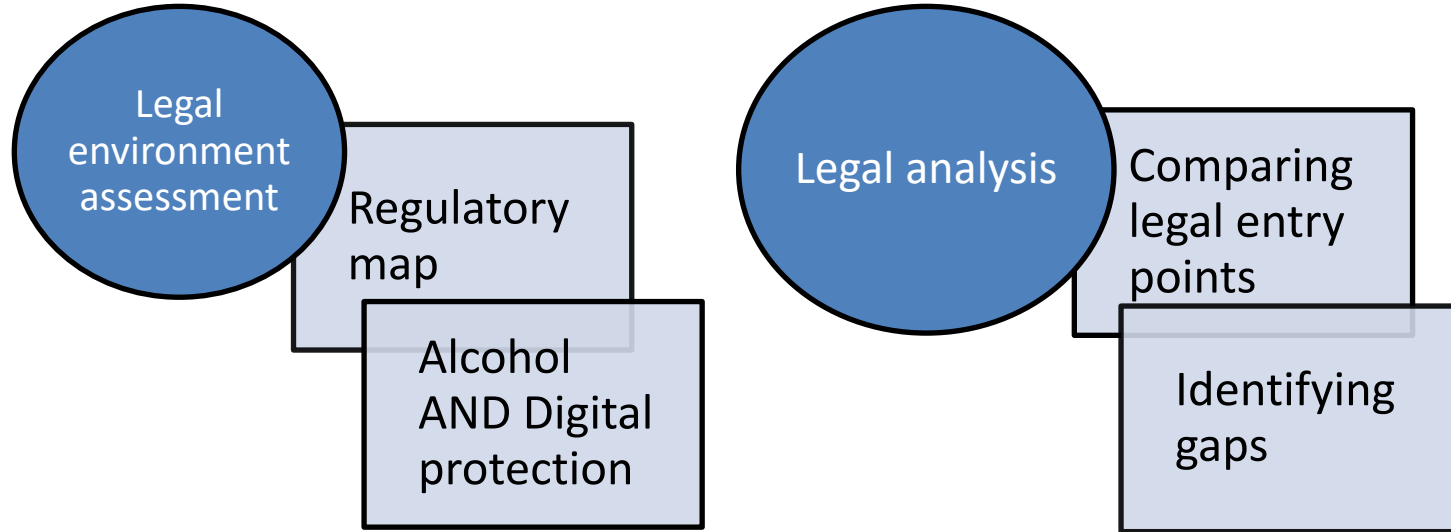 Legal
environment
assessment
Regulatory
map
Alcohol
AND Digital
protection
Legal analysis
Comparing
legal entry
points
Identifying
gaps